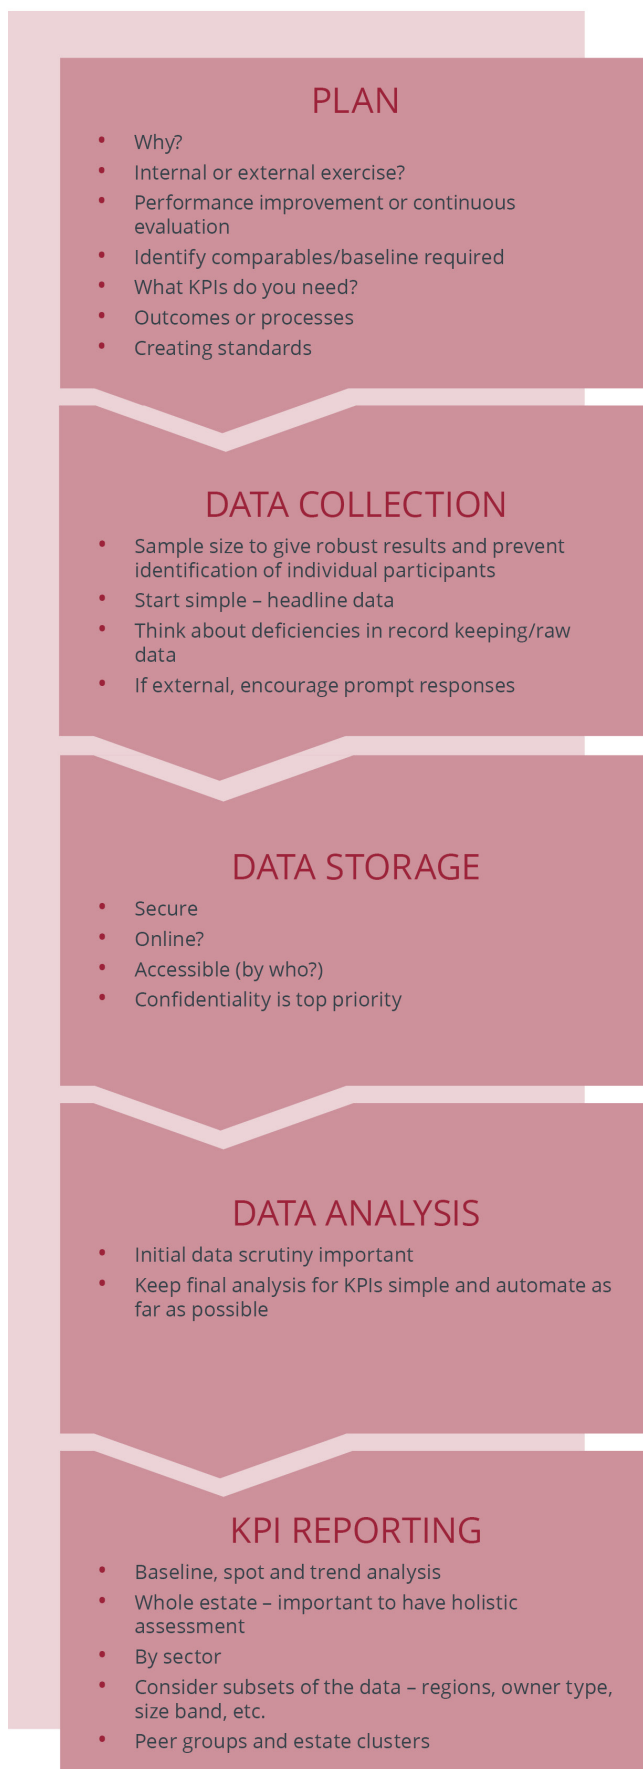 PLAN
• Why?
• Internal or external exercise?
• Performance improvement or continuous
evaluation
• Identify comparables/baseline required
• What KPIs do you need?
• Outcomes or processes
• Creating standards
DATA COLLECTION
• Sample size to give robust results and prevent
identification of individual participants
• Start simple – headline data
• Think about deficiencies in record keeping/raw
data
• If external, encourage prompt responses
DATA STORAGE
• Secure
• Online?
• Accessible (by who?)
• Confidentiality is top priority
DATA ANALYSIS
• Initial data scrutiny important
• Keep final analysis for KPIs simple and automate as
far as possible
KPI REPORTING
• Baseline, spot and trend analysis
• Whole estate – important to have holistic
assessment
• By sector
• Consider subsets of the data – regions, owner type,
size band, etc.
• Peer groups and estate clusters